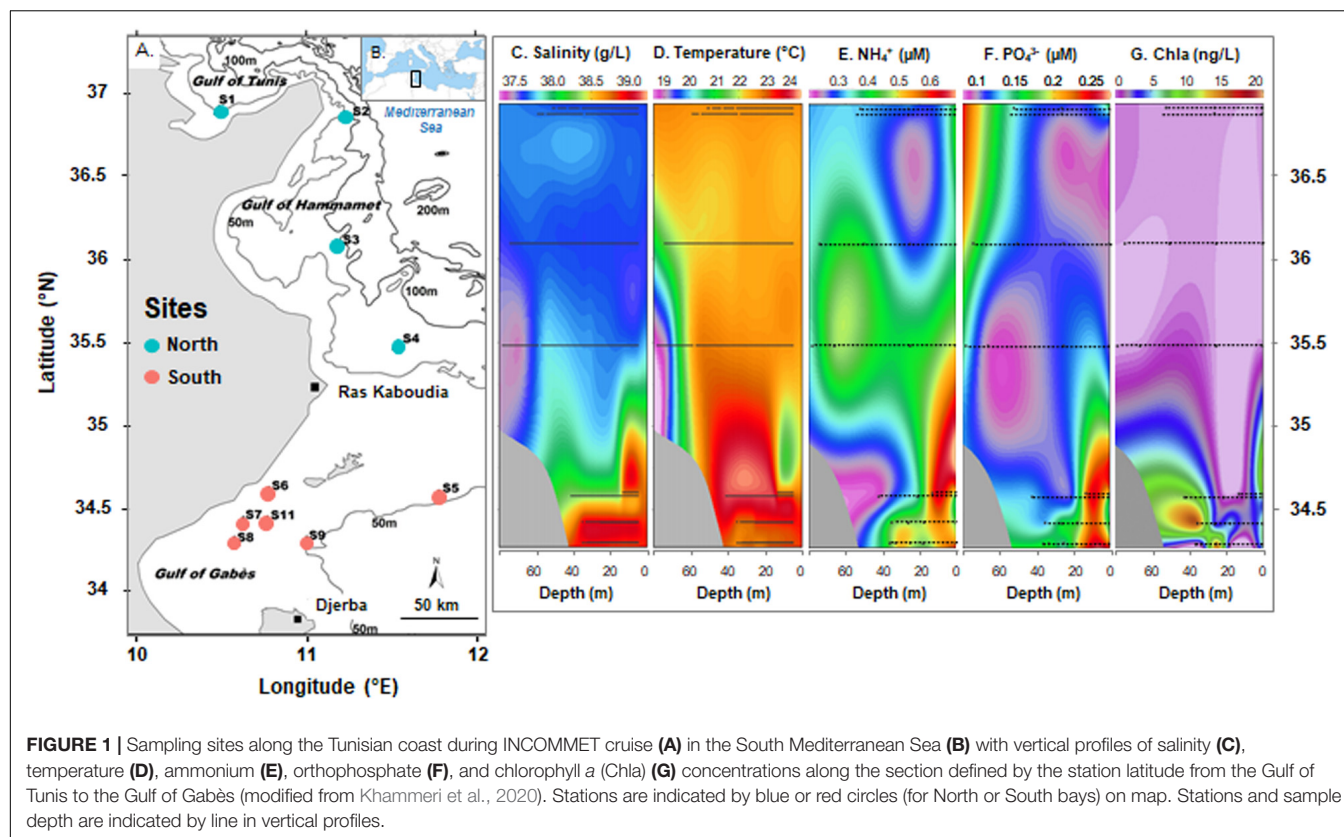 A.
B.
100m
Gulf of Tunis
S1
S2
Mediterranean
Sea
Gulf of Hammamet
50m
200m
S3
100m
S4
Sites
North
South
Ras Kaboudia
S6
S5
S7
S11
S8
S9
50m
Gulf of Gabès
N
Djerba
50 km
(50m
37
36.5
36
35.5
35
34.5
34
Latitude (°N)
10 11 12
Longitude (°E)
C. Salinity (g/L)
37.5 38.0 38.5 39.0
D. Temperature (°C)
19 20 21 22 23 24
E. NH₄⁺ (µM)
0.3 0.4 0.5 0.6
F. PO₄³⁻ (µM)
0.1 0.15 0.2 0.25
G. Chla (ng/L)
0 5 10 15 20
36.5
36
35.5
35
34.5
60 40 20 0
60 40 20 0
60 40 20 0
60 40 20 0
60 40 20 0
Depth (m)
Depth (m)
Depth (m)
Depth (m)
Depth (m)
FIGURE 1 | Sampling sites along the Tunisian coast during INCOMMET cruise (A) in the South Mediterranean Sea (B) with vertical profiles of salinity (C),
temperature (D), ammonium (E), orthophosphate (F), and chlorophyll a (Chla) (G) concentrations along the section defined by the station latitude from the Gulf of
Tunis to the Gulf of Gabès (modified from Khammeri et al., 2020). Stations are indicated by blue or red circles (for North or South bays) on map. Stations and sample
depth are indicated by line in vertical profiles.